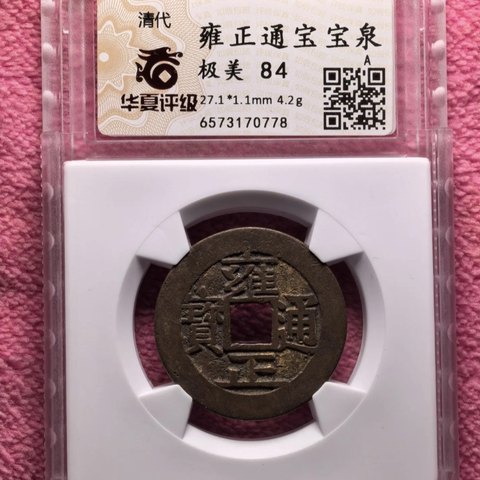 清代
华夏评级
雍正通宝宝泉
极美 84
A
27.1*1.1mm 4.2g
6573170778
雍
正
通
寳